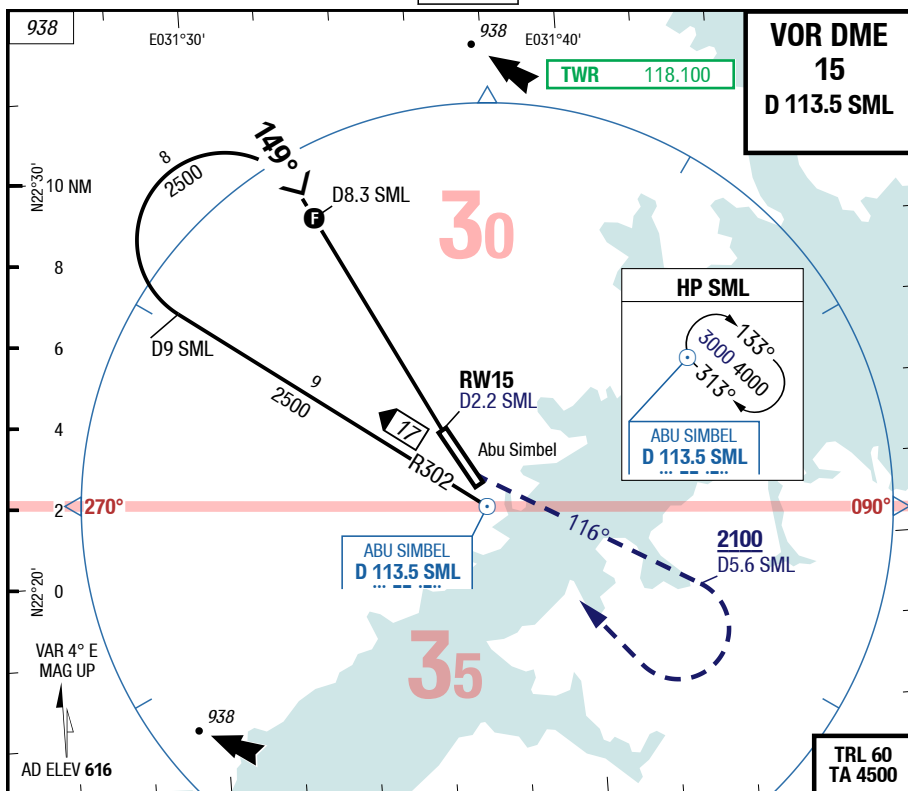 938
E031°30'
938
E031°40'
TWR 118.100
VOR DME
15
D 113.5 SML
149°
8
2500
N22°30'
10 NM
D8.3 SML
F
30
8
HP SML
133°
3000 4000
313°
ABU SIMBEL
D 113.5 SML
6
D9 SML
9
2500
RW15
D2.2 SML
4
17
R302
Abu Simbel
2
270°
090°
116°
ABU SIMBEL
D 113.5 SML
2100
D5.6 SML
N22°20'
0
35
VAR 4° E
MAG UP
938
AD ELEV 616
TRL 60
TA 4500